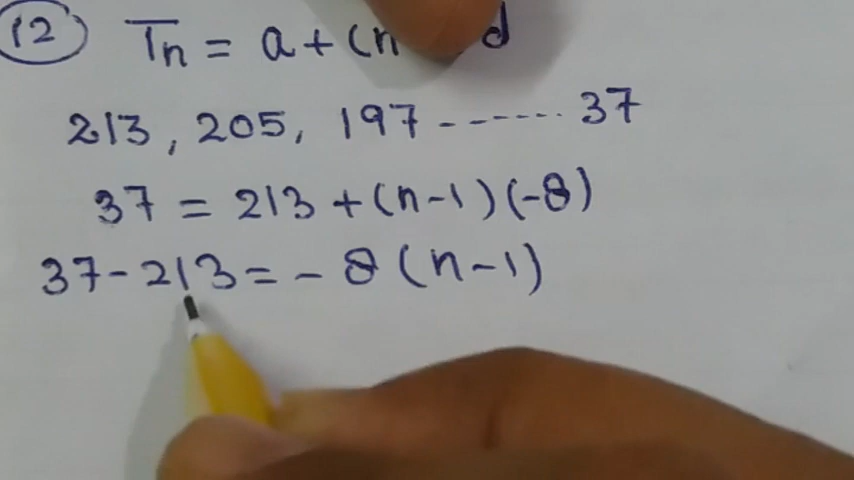 12 Tn = a + (n d
213, 205, 197 ------ 37
37 = 213 + (n-1)(-8)
37 - 213 = - 8 (n-1)